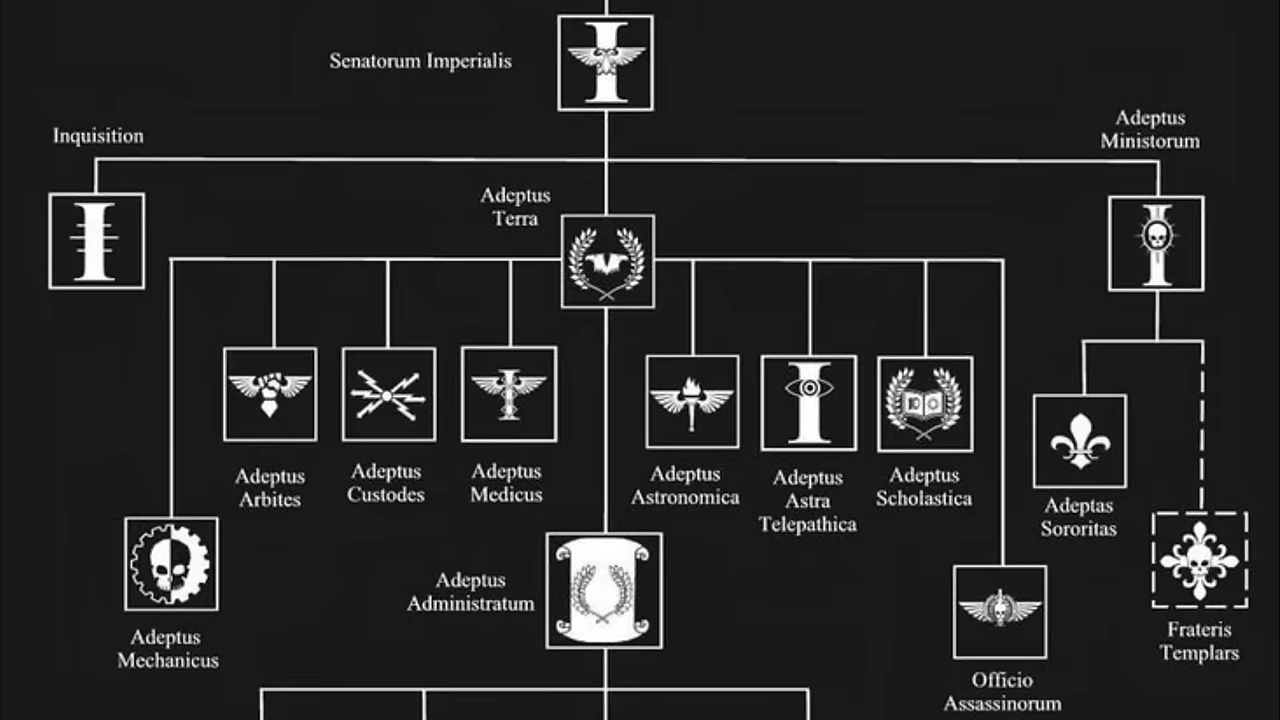 Senatorum Imperialis
Inquisition
Adeptus
Ministorum
Adeptus
Terra
Adeptus
Arbites
Adeptus
Custodes
Adeptus
Medicus
Adeptus
Astronomica
Adeptus
Astra
Telepathica
Adeptus
Scholastica
Adeptas
Sororitas
Adeptus
Administratum
Adeptus
Mechanicus
Frateris
Templars
Officio
Assassinorum